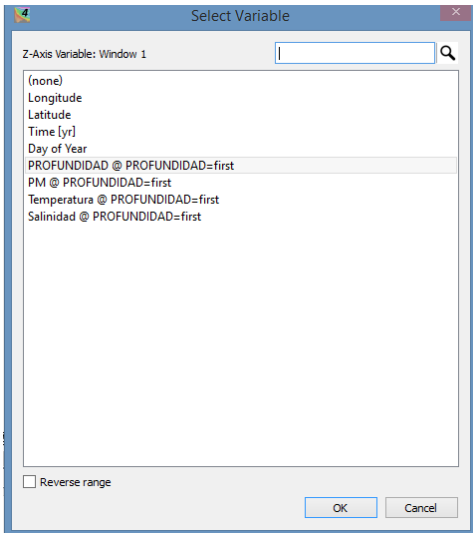 4
Select Variable
Z-Axis Variable: Window 1
(none)
Longitude
Latitude
Time [yr]
Day of Year
PROFUNDIDAD @ PROFUNDIDAD=first
PM @ PROFUNDIDAD=first
Temperatura @ PROFUNDIDAD=first
Salinidad @ PROFUNDIDAD=first
Reverse range
OK
Cancel